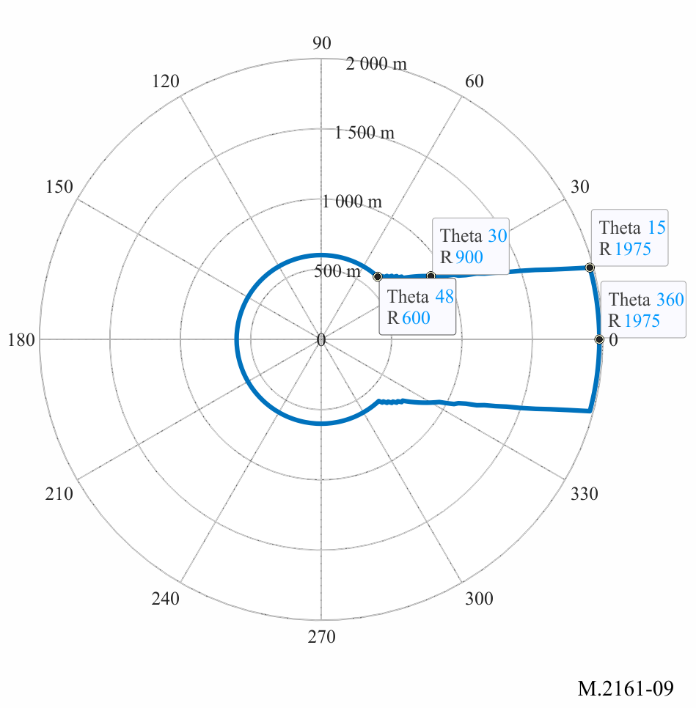 90
2 000 m
120
60
1 500 m
150
30
1 000 m
Theta 15
R 1975
Theta 30
R 900
500 m
Theta 48
R 600
Theta 360
R 1975
180
0
0
210
330
240
300
270
M.2161-09